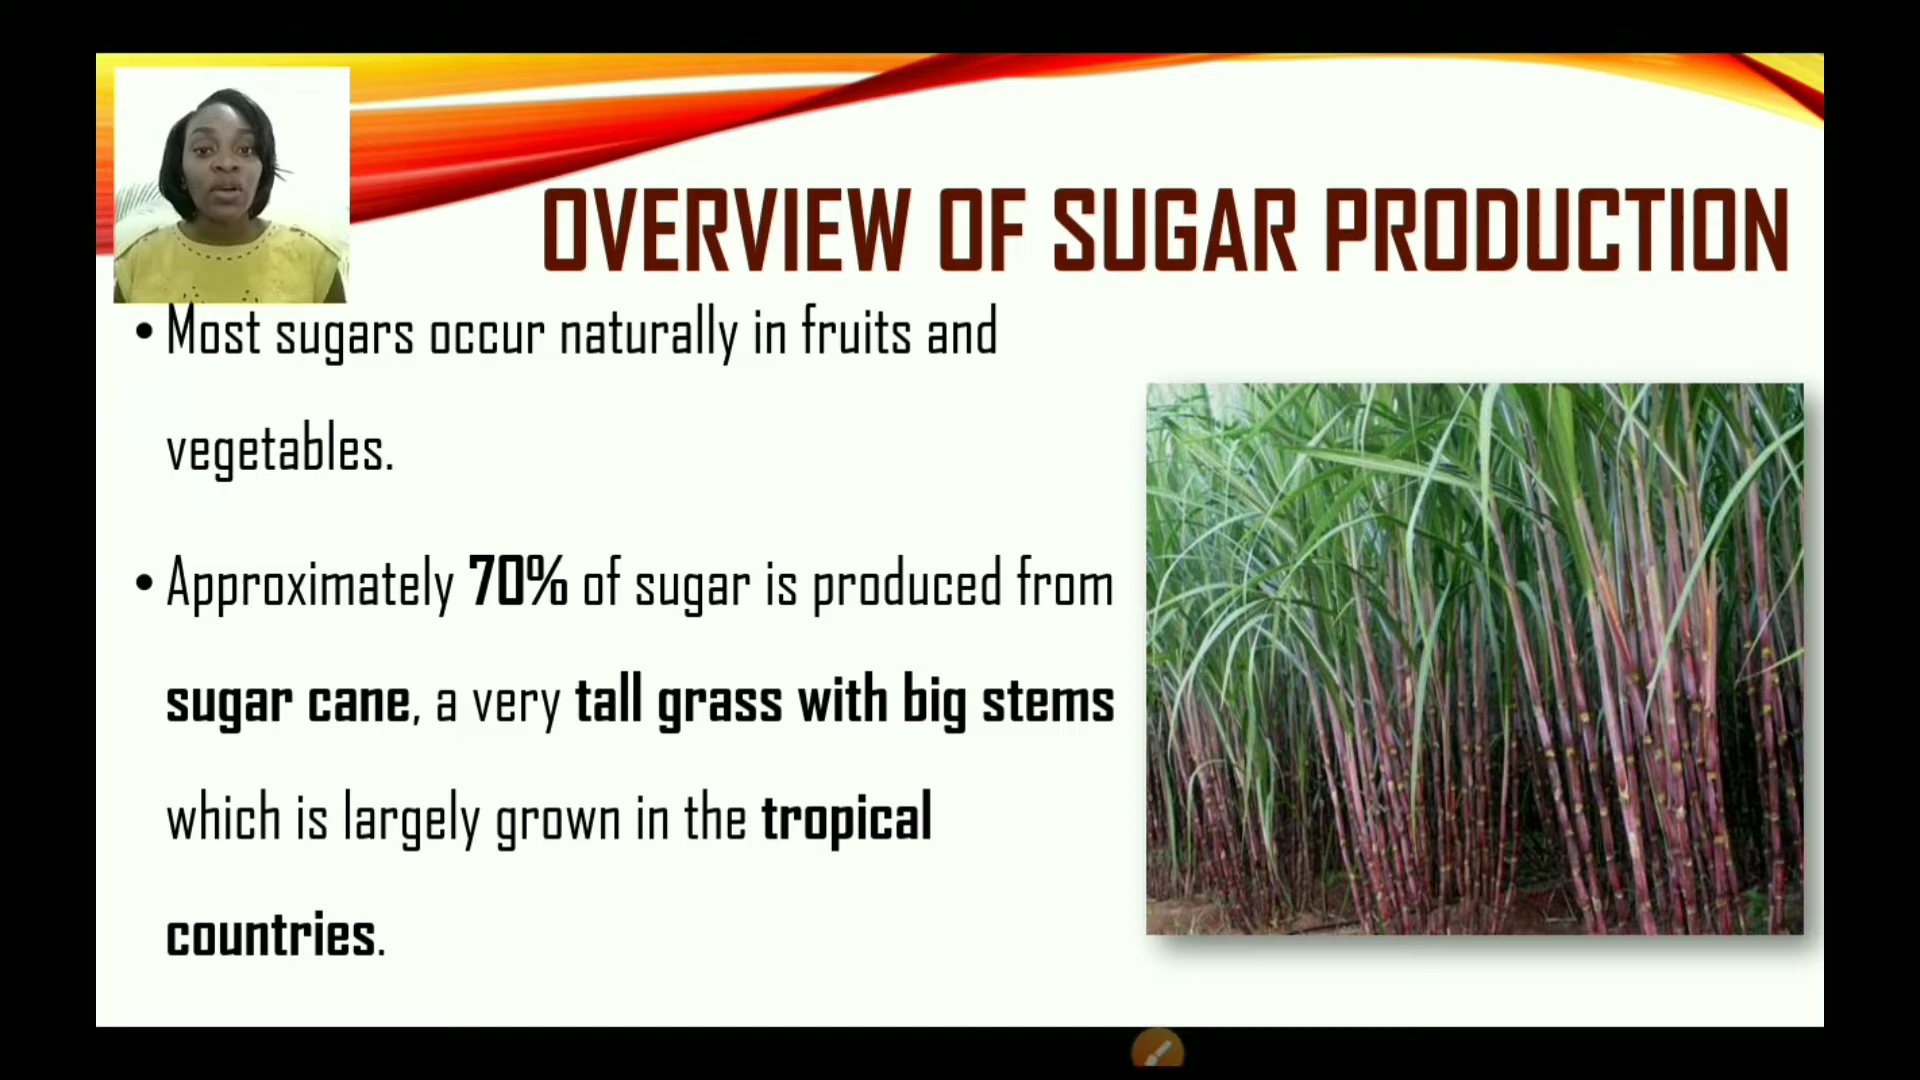 OVERVIEW OF SUGAR PRODUCTION
• Most sugars occur naturally in fruits and
vegetables.
• Approximately 70% of sugar is produced from
sugar cane, a very tall grass with big stems
which is largely grown in the tropical
countries.